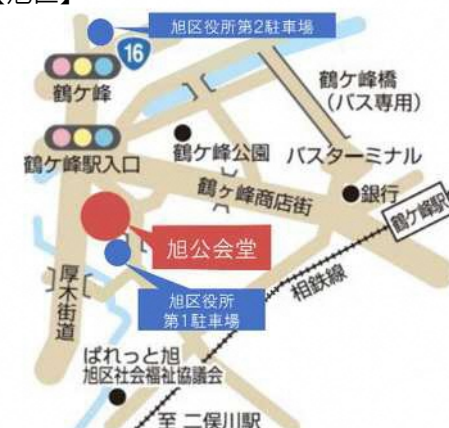 【旭区】
旭区役所第2駐車場
16
鶴ケ峰
鶴ケ峰橋
(バス専用)
鶴ケ峰駅入口
鶴ケ峰公園
バスターミナル
鶴ヶ峰商店街
銀行
鶴ケ峰駅
旭公会堂
旭区役所
第1駐車場
相鉄線
厚木街道
ぱれっと旭
旭区社会福祉協議会
至 二俣川駅